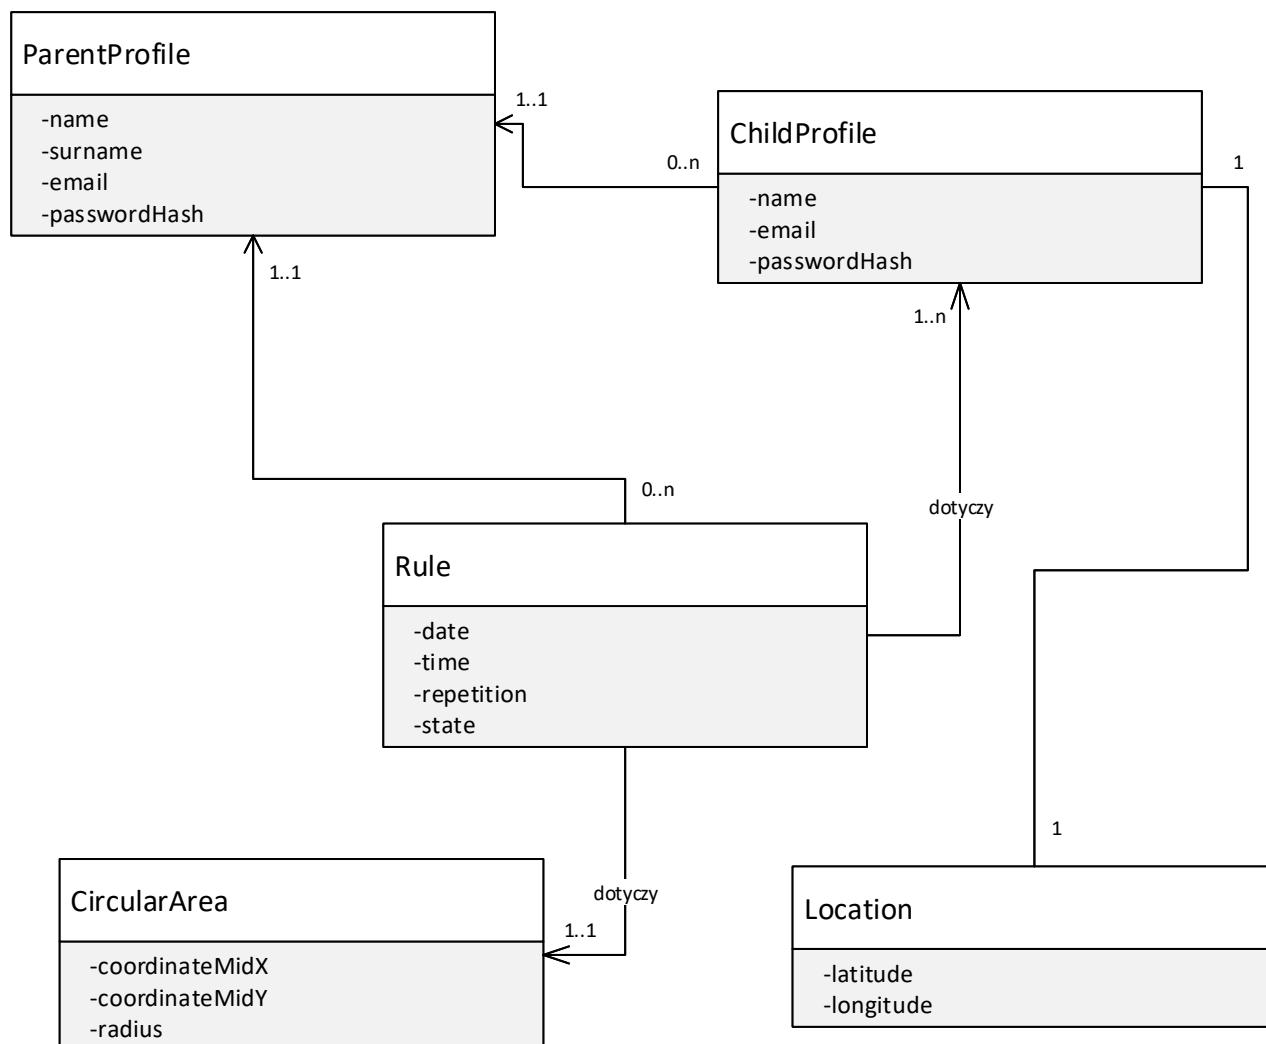 ParentProfile
-name
-surname
-email
-passwordHash
1..1
0..n
ChildProfile
-name
-email
-passwordHash
1
1..1
1..n
0..n
dotyczy
Rule
-date
-time
-repetition
-state
dotyczy
1..1
1
CircularArea
-coordinateMidX
-coordinateMidY
-radius
Location
-latitude
-longitude